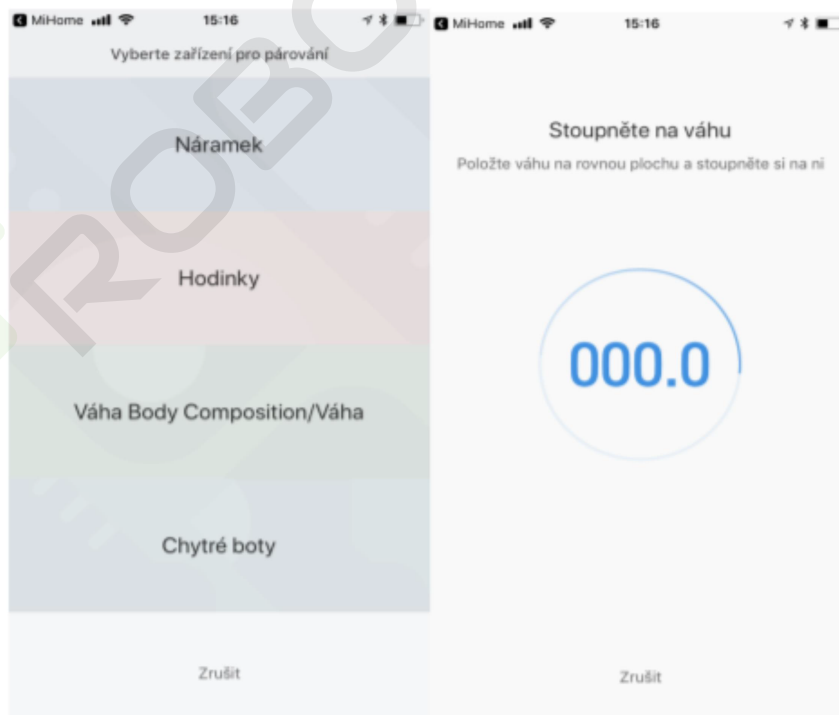 MiHome 15:16
Vyberte zařízení pro párování
Náramek
Hodinky
Váha Body Composition/Váha
Chytré boty
Zrušit
MiHome 15:16
Stoupněte na váhu
Položte váhu na rovnou plochu a stoupněte si na ni
000.0
Zrušit
ROBO